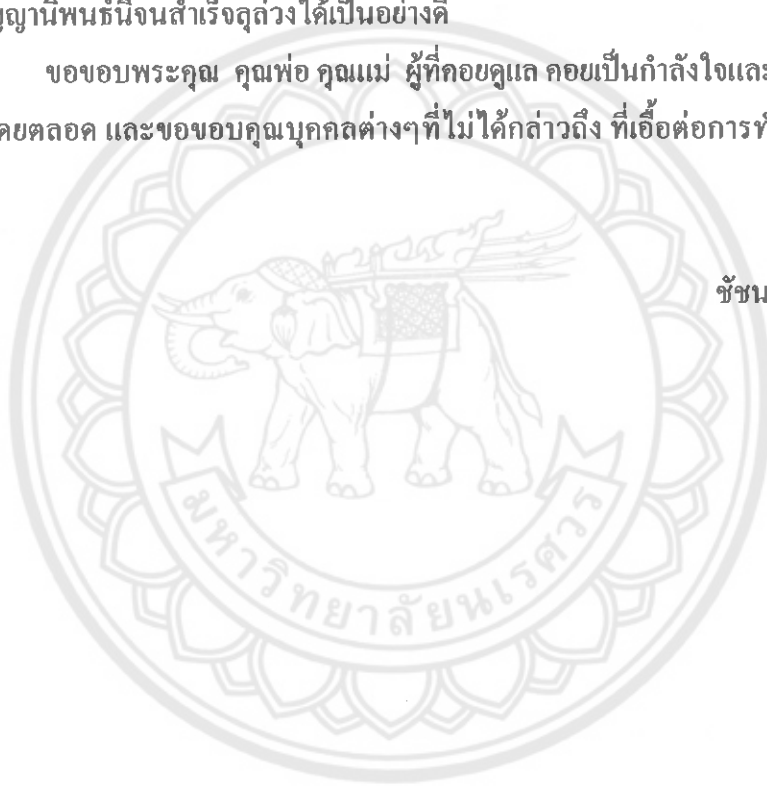 ญญานิพนธ์นี้จนสำเร็จลุล่วงได้เป็นอย่างดี
ขอขอบพระคุณ คุณพ่อ คุณแม่ ผู้ที่คอยดูแล คอยเป็นกำลังใจและ
ดยตลอด และขอขอบคุณบุคคลต่างๆที่ไม่ได้กล่าวถึง ที่เอื้อต่อการทำ
ชัชน
มหาวิทยาลัยนเรศวร